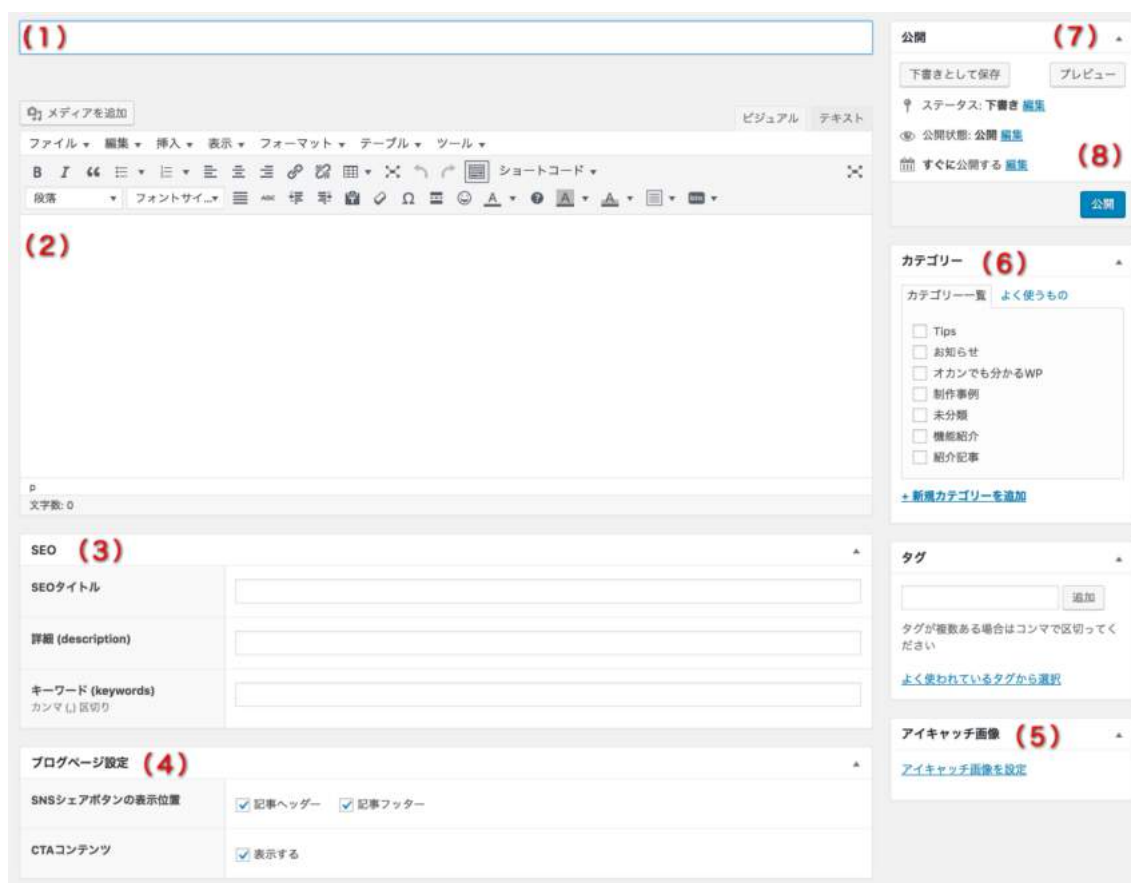 (1)
メディアを追加
ビジュアル テキスト
ファイル 編集 挿入 表示 フォーマット テーブル ツール
B I ショートコード
段落 フォントサイ... ABC Ω A A A
(2)
p
文字数: 0
SEO (3)
SEOタイトル
詳細 (description)
キーワード (keywords)
カンマ (,) 区切り
ブログページ設定 (4)
SNSシェアボタンの表示位置 記事ヘッダー 記事フッター
CTAコンテンツ 表示する
公開 (7)
下書きとして保存 プレビュー
ステータス: 下書き 編集
公開状態: 公開 編集
(8)
すぐに公開する 編集
公開
カテゴリー (6)
カテゴリー一覧 よく使うもの
Tips
お知らせ
オカンでも分かるWP
制作事例
未分類
機能紹介
紹介記事
+ 新規カテゴリーを追加
タグ
追加
タグが複数ある場合はコンマで区切ってく
ださい
よく使われているタグから選択
アイキャッチ画像 (5)
アイキャッチ画像を設定